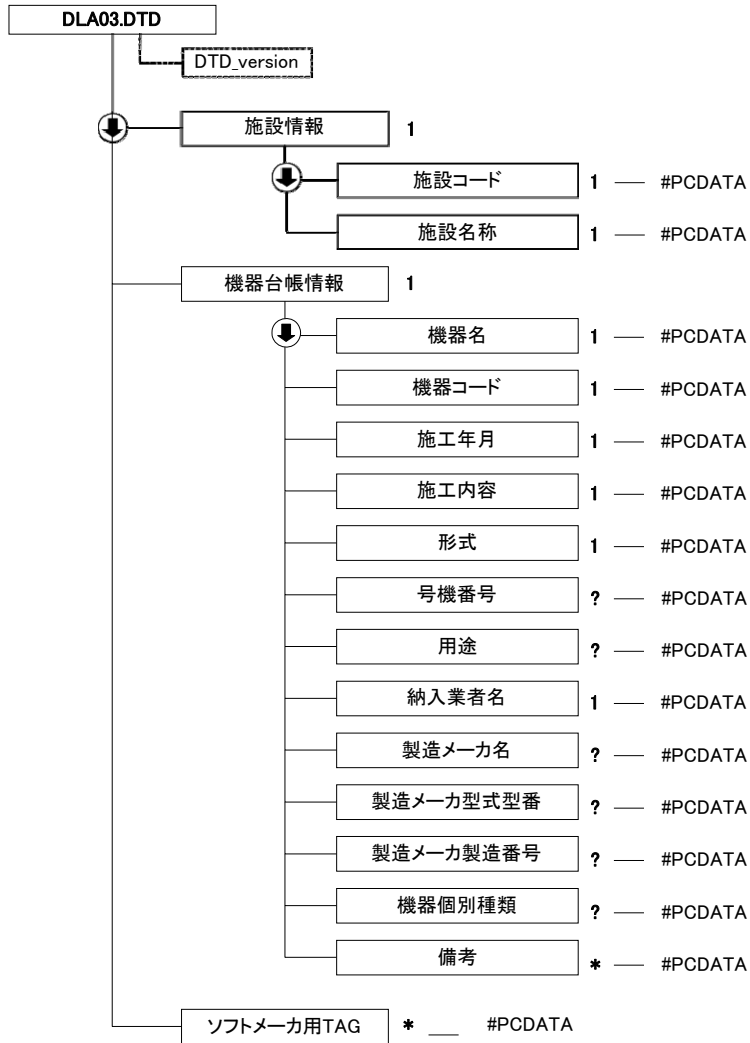 DLA03.DTD
DTD_version
施設情報 1
施設コード 1 — #PCDATA
施設名称 1 — #PCDATA
機器台帳情報 1
機器名 1 — #PCDATA
機器コード 1 — #PCDATA
施工年月 1 — #PCDATA
施工内容 1 — #PCDATA
形式 1 — #PCDATA
号機番号 ? — #PCDATA
用途 ? — #PCDATA
納入業者名 1 — #PCDATA
製造メーカ名 ? — #PCDATA
製造メーカ型式型番 ? — #PCDATA
製造メーカ製造番号 ? — #PCDATA
機器個別種類 ? — #PCDATA
備考 * — #PCDATA
ソフトメーカ用TAG * __ #PCDATA